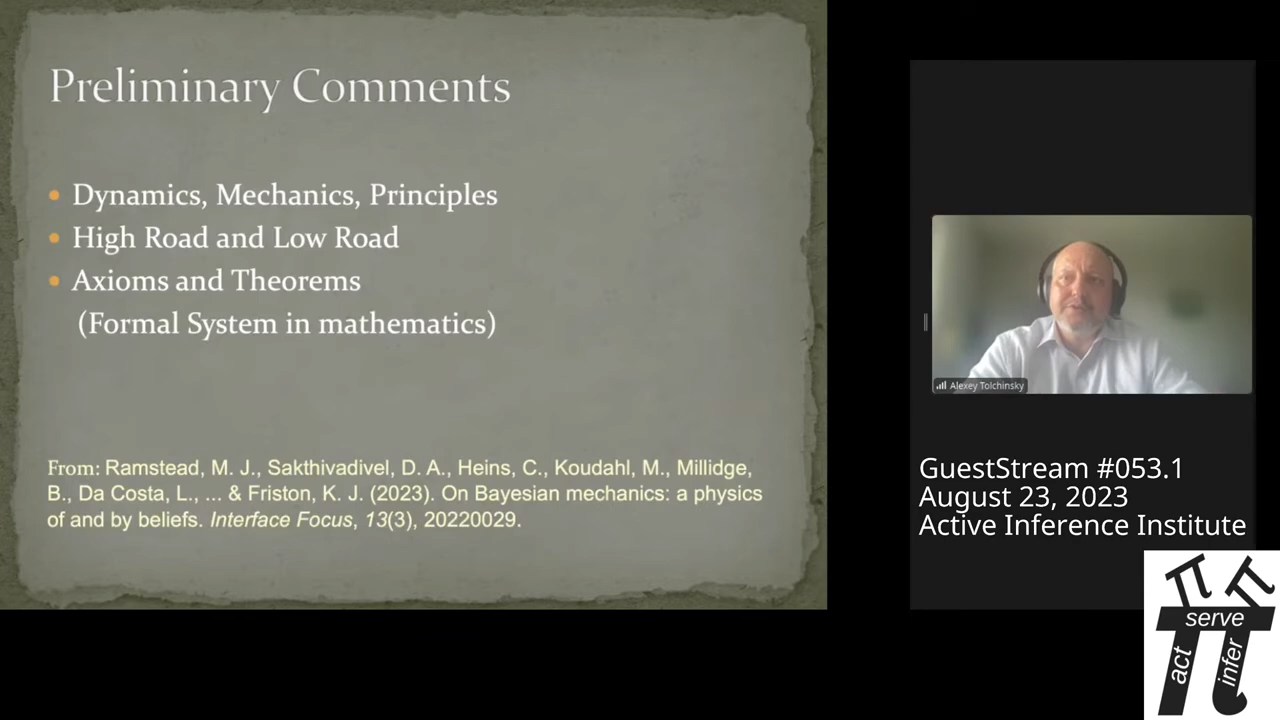 Preliminary Comments
• Dynamics, Mechanics, Principles
• High Road and Low Road
• Axioms and Theorems
(Formal System in mathematics)
From: Ramstead, M. J., Sakthivadivel, D. A., Heins, C., Koudahl, M., Millidge,
B., Da Costa, L., ... & Friston, K. J. (2023). On Bayesian mechanics: a physics
of and by beliefs. Interface Focus, 13(3), 20220029.
Alexey Tolchinsky
GuestStream #053.1
August 23, 2023
Active Inference Institute
π π
serve
act
infer